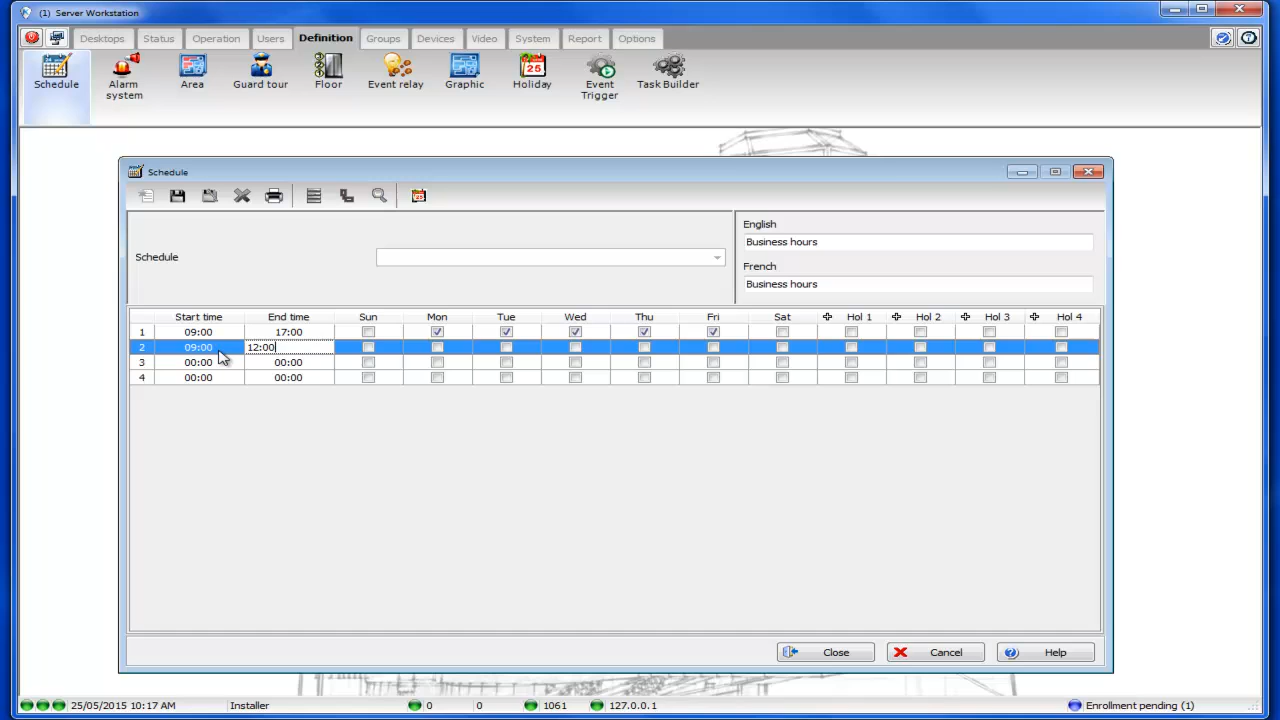 (1) Server Workstation
Desktops Status Operation Users Definition Groups Devices Video System Report Options
Schedule Alarm system Area Guard tour Floor Event relay Graphic 25 Holiday Event Trigger Task Builder
Schedule
English
Business hours
Schedule
French
Business hours
Start time End time Sun Mon Tue Wed Thu Fri Sat Hol 1 Hol 2 Hol 3 Hol 4
1 09:00 17:00
2 09:00 12:00
3 00:00 00:00
4 00:00 00:00
Close Cancel Help
25/05/2015 10:17 AM Installer 0 0 1061 127.0.0.1 Enrollment pending (1)